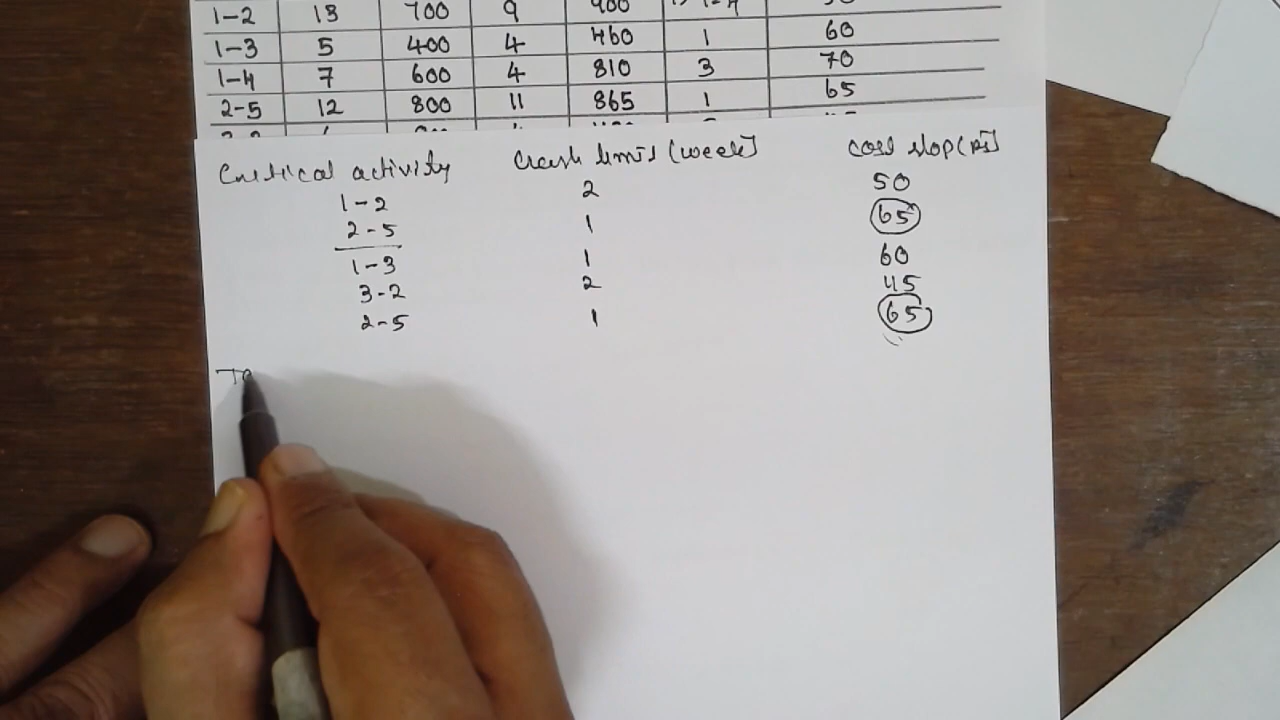 1-2 13 700 9 900
1-3 5 400 4 460 1 60
1-4 7 600 4 810 3 70
2-5 12 800 11 865 1 65
Critical activity Crash limit (week) cost slop (Rs)
1-2 2 50
2-5 1 65
1-3 1 60
3-2 2 45
2-5 1 65